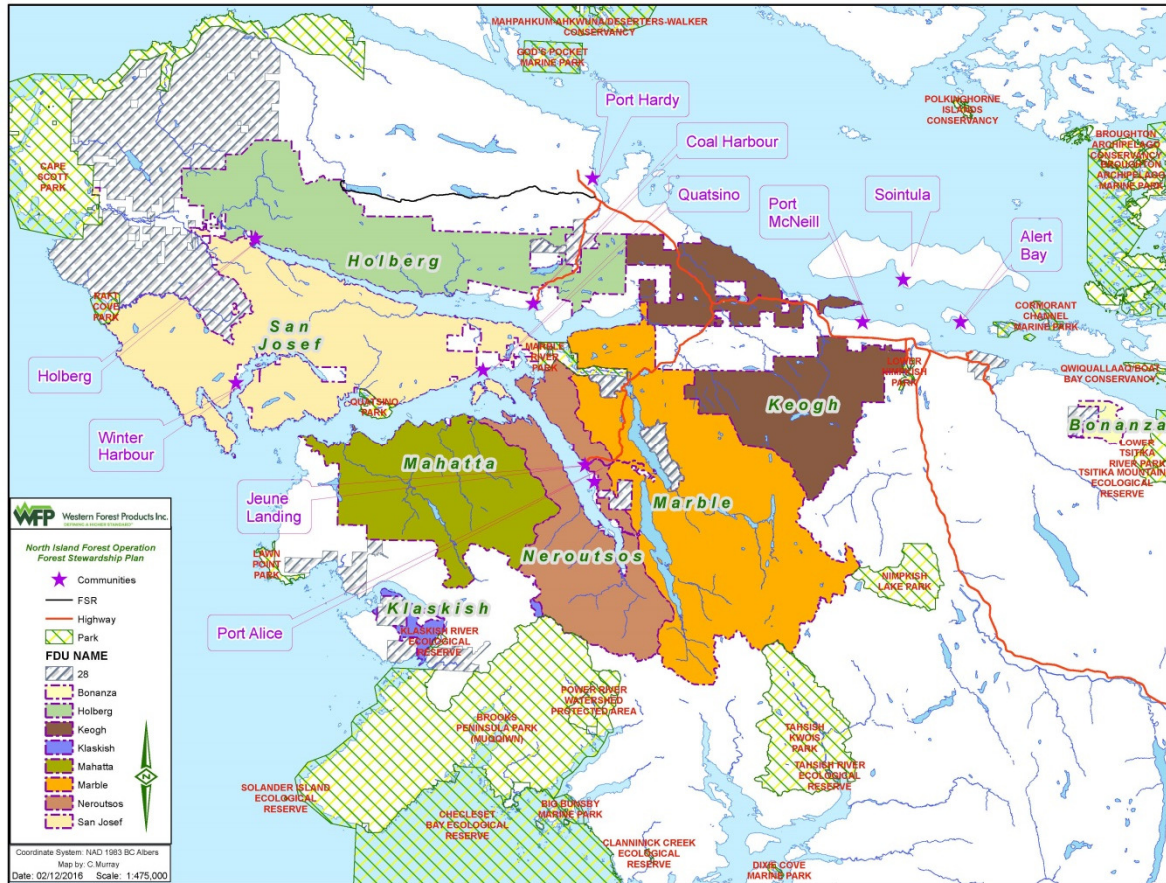 MAHPAHKUM-AHKWUNA/DESERTERS-WALKER
CONSERVANCY
GOD'S POCKET
MARINE PARK
Port Hardy
POLKINGHORNE
ISLANDS
CONSERVANCY
Coal Harbour
BROUGHTON
ARCHIPELAGO
CONSERVANCY
BROUGHTON
ARCHIPELAGO
MARINE PARK
CAPE
SCOTT
PARK
Quatsino
Port
McNeill
Sointula
Alert
Bay
Holberg
RAFT
COVE
PARK
San
Josef
CORMORANT
CHANNEL
MARINE PARK
MARBLE
RIVER
PARK
Holberg
LOWER
NIMPKISH
PARK
QWIQUALLAAQ/BOAT
BAY CONSERVANCY
Winter
Harbour
QUATSINO
PARK
Keogh
Bonanza
LOWER
TSITIKA
RIVER PARK
TSITIKA MOUNTAIN
ECOLOGICAL
RESERVE
Mahatta
Jeune
Landing
Marble
Neroutsos
LAWN
POINT
PARK
NIMPKISH
LAKE PARK
Klaskish
KLASKISH RIVER
ECOLOGICAL
RESERVE
Port Alice
POWER RIVER
WATERSHED
PROTECTED AREA
BROOKS
PENINSULA PARK
(MUQQIWN)
TAHSISH
KWOIS
PARK
TAHSISH RIVER
ECOLOGICAL
RESERVE
SOLANDER ISLAND
ECOLOGICAL
RESERVE
CHECLESET
BAY ECOLOGICAL
RESERVE
BIG BUNSBY
MARINE PARK
CLANNINICK CREEK
ECOLOGICAL
RESERVE
DIXIE COVE
MARINE PARK
WFP Western Forest Products Inc.
DEFINING A HIGHER STANDARD
North Island Forest Operation
Forest Stewardship Plan
Communities
FSR
Highway
Park
FDU NAME
28
Bonanza
Holberg
Keogh
Klaskish
Mahatta
Marble
Neroutsos
San Josef
N
Coordinate System: NAD 1983 BC Albers
Map by: C.Murray
Date: 02/12/2016 Scale: 1:475,000